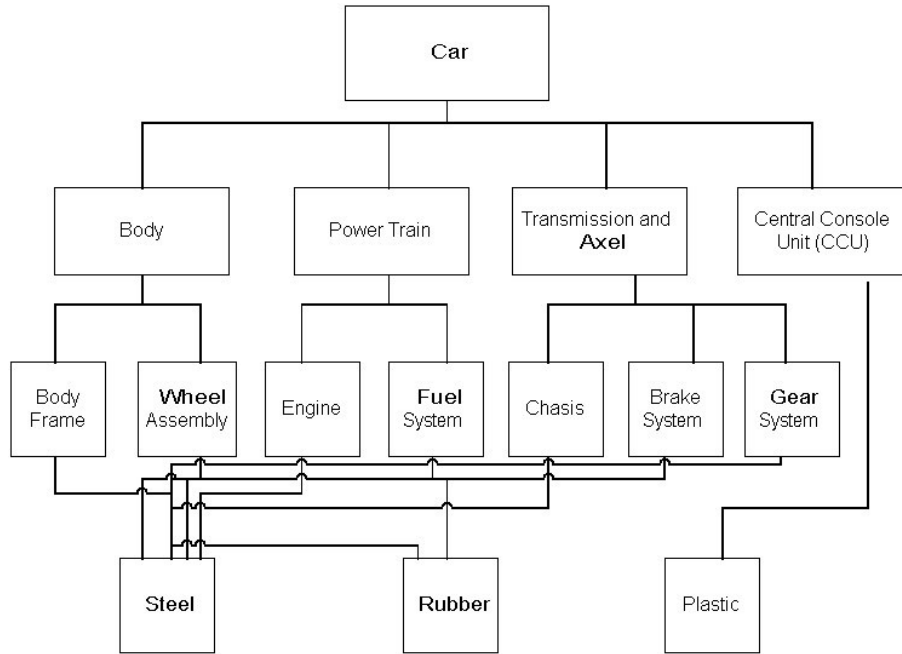 Car
Body
Power Train
Transmission and
Axel
Central Console
Unit (CCU)
Body
Frame
Wheel
Assembly
Engine
Fuel
System
Chasis
Brake
System
Gear
System
Steel
Rubber
Plastic